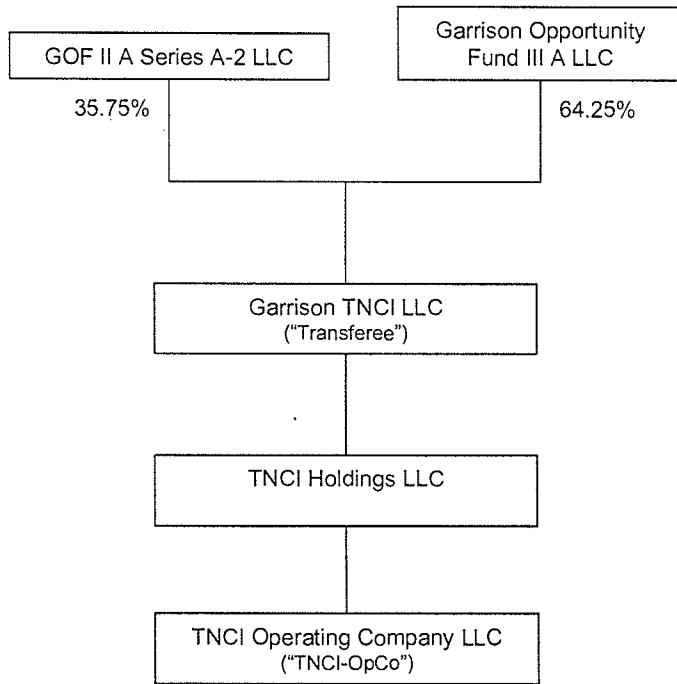 GOF II A Series A-2 LLC
Garrison Opportunity
Fund III A LLC
35.75%
64.25%
Garrison TNCI LLC
(“Transferee”)
TNCI Holdings LLC
TNCI Operating Company LLC
(“TNCI-OpCo”)